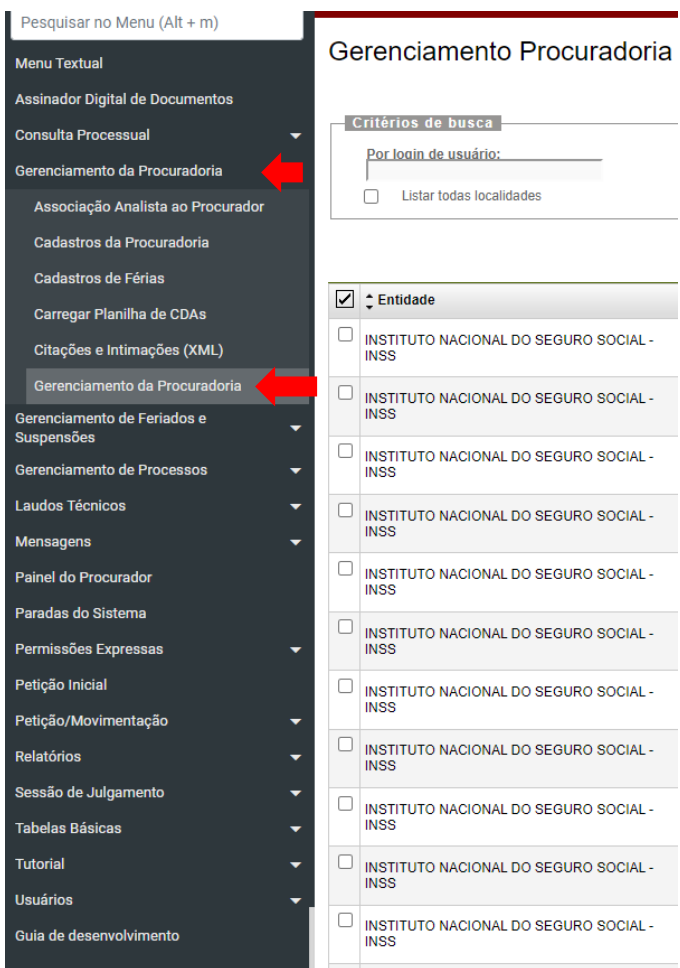 Pesquisar no Menu (Alt + m)
Menu Textual
Assinador Digital de Documentos
Consulta Processual
Gerenciamento da Procuradoria
Associação Analista ao Procurador
Cadastros da Procuradoria
Cadastros de Férias
Carregar Planilha de CDAs
Citações e Intimações (XML)
Gerenciamento da Procuradoria
Gerenciamento de Feriados e
Suspensões
Gerenciamento de Processos
Laudos Técnicos
Mensagens
Painel do Procurador
Paradas do Sistema
Permissões Expressas
Petição Inicial
Petição/Movimentação
Relatórios
Sessão de Julgamento
Tabelas Básicas
Tutorial
Usuários
Guia de desenvolvimento
Gerenciamento Procuradoria
Critérios de busca
Por login de usuário:
Listar todas localidades
Entidade
INSTITUTO NACIONAL DO SEGURO SOCIAL -
INSS
INSTITUTO NACIONAL DO SEGURO SOCIAL -
INSS
INSTITUTO NACIONAL DO SEGURO SOCIAL -
INSS
INSTITUTO NACIONAL DO SEGURO SOCIAL -
INSS
INSTITUTO NACIONAL DO SEGURO SOCIAL -
INSS
INSTITUTO NACIONAL DO SEGURO SOCIAL -
INSS
INSTITUTO NACIONAL DO SEGURO SOCIAL -
INSS
INSTITUTO NACIONAL DO SEGURO SOCIAL -
INSS
INSTITUTO NACIONAL DO SEGURO SOCIAL -
INSS
INSTITUTO NACIONAL DO SEGURO SOCIAL -
INSS
INSTITUTO NACIONAL DO SEGURO SOCIAL -
INSS